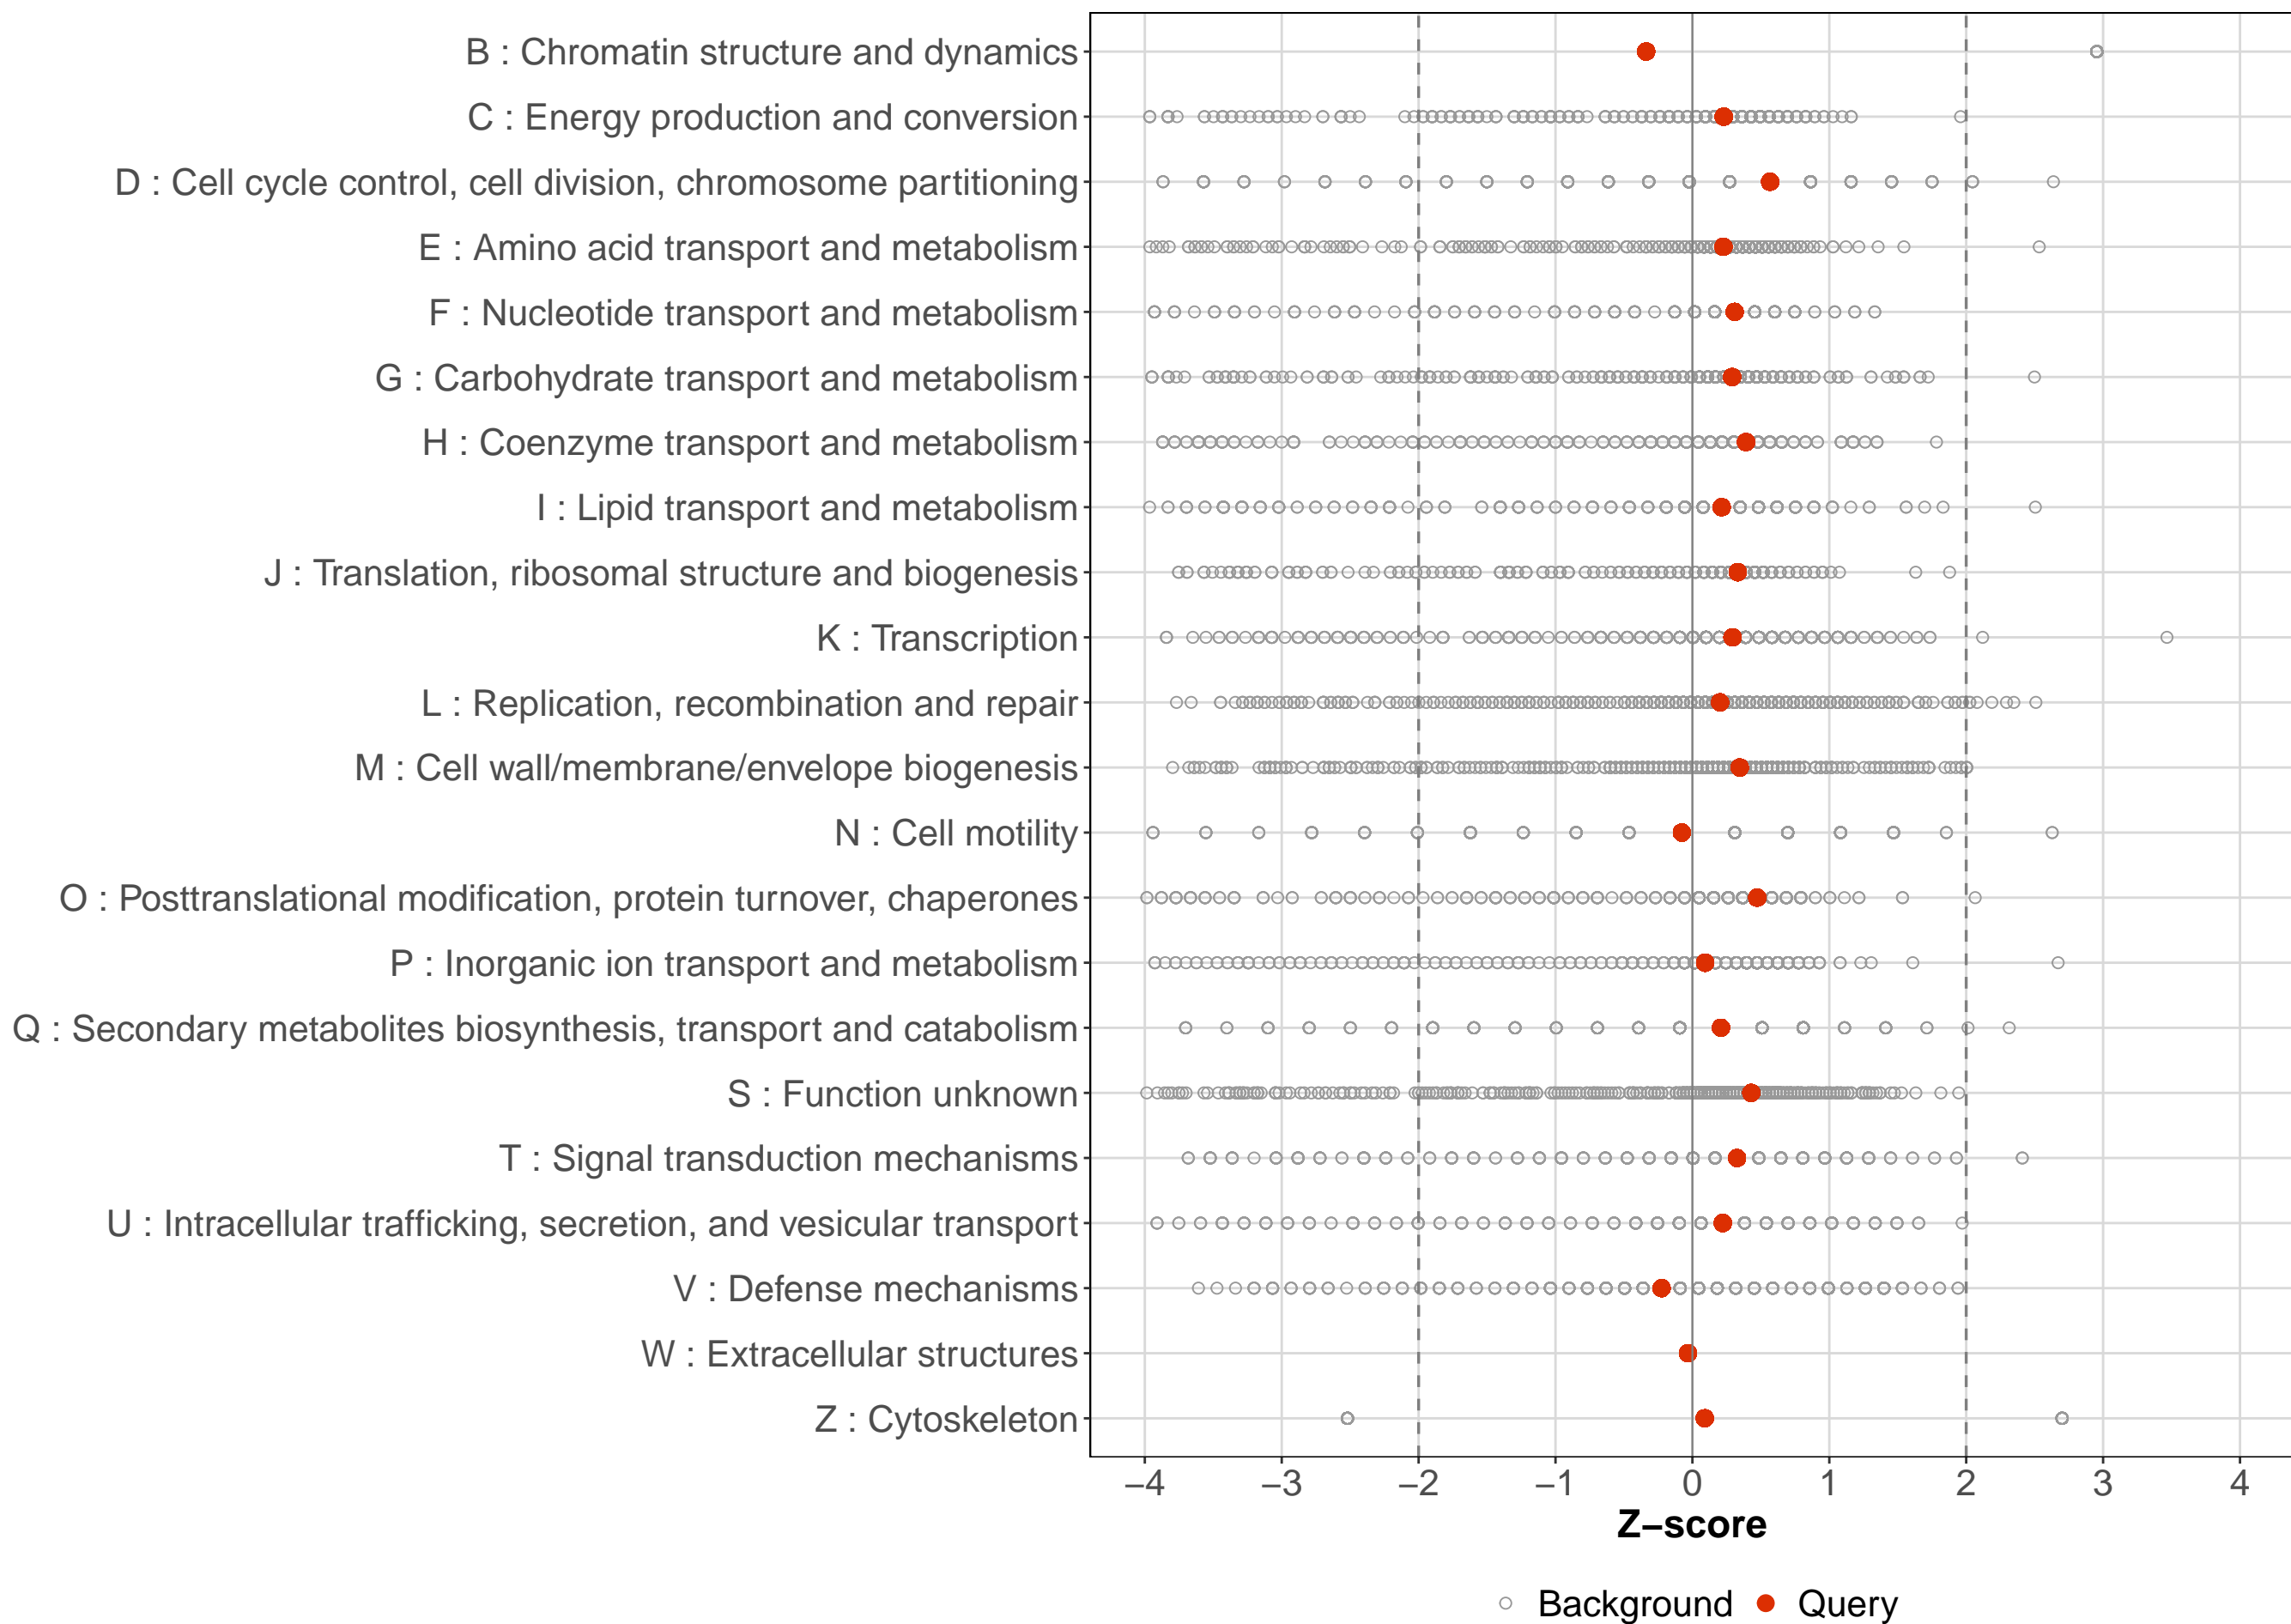 B : Chromatin structure and dynamics
C : Energy production and conversion
D : Cell cycle control, cell division, chromosome partitioning
E : Amino acid transport and metabolism
F : Nucleotide transport and metabolism
G : Carbohydrate transport and metabolism
H : Coenzyme transport and metabolism
I : Lipid transport and metabolism
J : Translation, ribosomal structure and biogenesis
K : Transcription
L : Replication, recombination and repair
M : Cell wall/membrane/envelope biogenesis
N : Cell motility
O : Posttranslational modification, protein turnover, chaperones
P : Inorganic ion transport and metabolism
Q : Secondary metabolites biosynthesis, transport and catabolism
S : Function unknown
T : Signal transduction mechanisms
U : Intracellular trafficking, secretion, and vesicular transport
V : Defense mechanisms
W : Extracellular structures
Z : Cytoskeleton
−4 −3 −2 −1 0 1 2 3 4
Z−score
Background Query